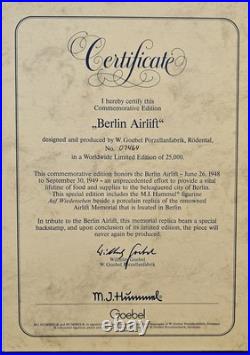 Certificate
I hereby certify this
Commemorative Edition
„Berlin Airlift“
designed and produced by W. Goebel Porzellanfabrik, Rödental,
No. 07464
in a Worldwide Limited Edition of 25,000.
This commemorative edition honors the Berlin Airlift - June 26, 1948
to September 30, 1949 - an unprecedented effort to provide a vital
lifeline of food and supplies to the beleaguered city of Berlin.
This special edition includes the M.I. Hummel® figurine
Auf Wiedersehen beside a porcelain replica of the renowned
Airlift Memorial that is located in Berlin.
In tribute to the Berlin Airlift, this memorial replica bears a special
backstamp, and upon conclusion of its limited edition, the piece will
never again be produced.
Wilhelm Goebel
Wilhelm Goebel
W. Goebel Porzellanfabrik
M.J. Hummel
Goebel